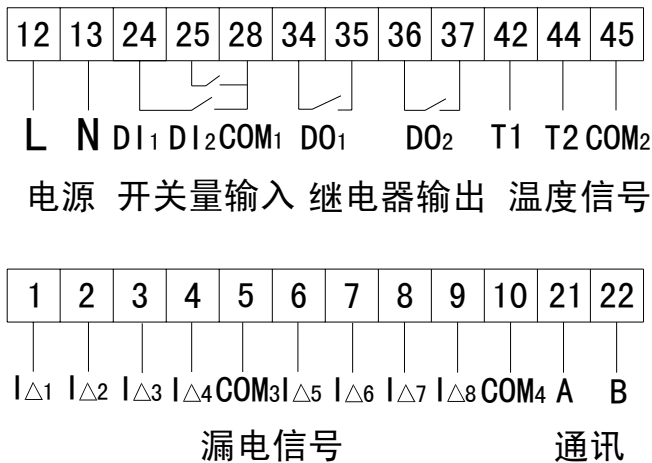 12 13 24 25 28 34 35 36 37 42 44 45
L N DI1 DI2 COM1 DO1 DO2 T1 T2 COM2
电源 开关量输入 继电器输出 温度信号
1 2 3 4 5 6 7 8 9 10 21 22
I△1 I△2 I△3 I△4 COM3 I△5 I△6 I△7 I△8 COM4 A B
漏电信号 通讯